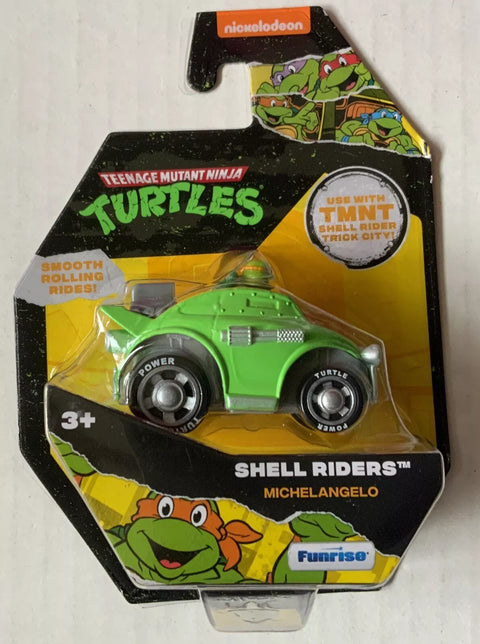 nickelodeon
TEENAGE MUTANT NINJA
TURTLES
USE WITH
TMNT
SHELL RIDER
TRICK CITY!
SMOOTH
ROLLING
RIDES!
POWER
TURTLE
POWER
3+
SHELL RIDERS™
MICHELANGELO
Funrise